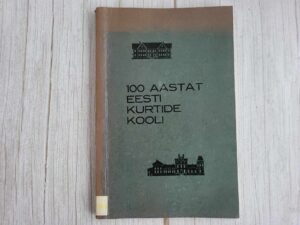 100 AASTAT
EESTI
KURTIDE
KOOLI